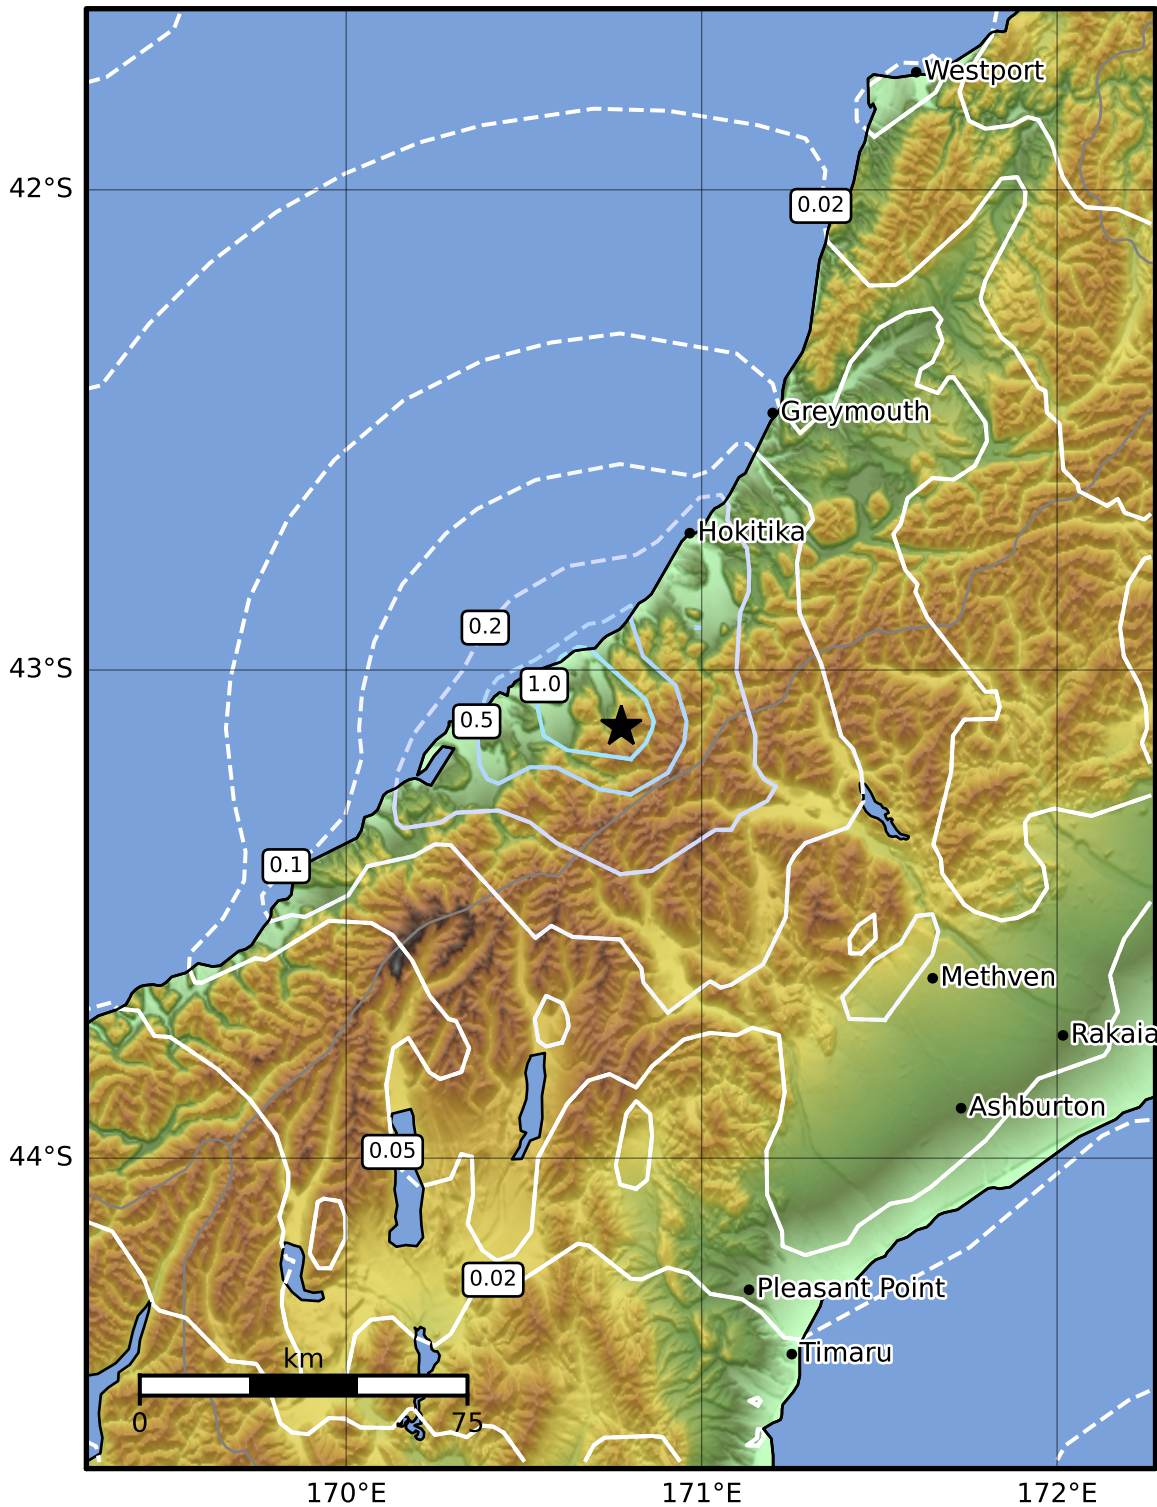 Westport
42°S
0.02
Greymouth
Hokitika
0.2
43°S
1.0
0.5
0.1
Methven
Rakaia
Ashburton
44°S
0.05
0.02
Pleasant Point
Timaru
km
0
75
170°E
171°E
172°E